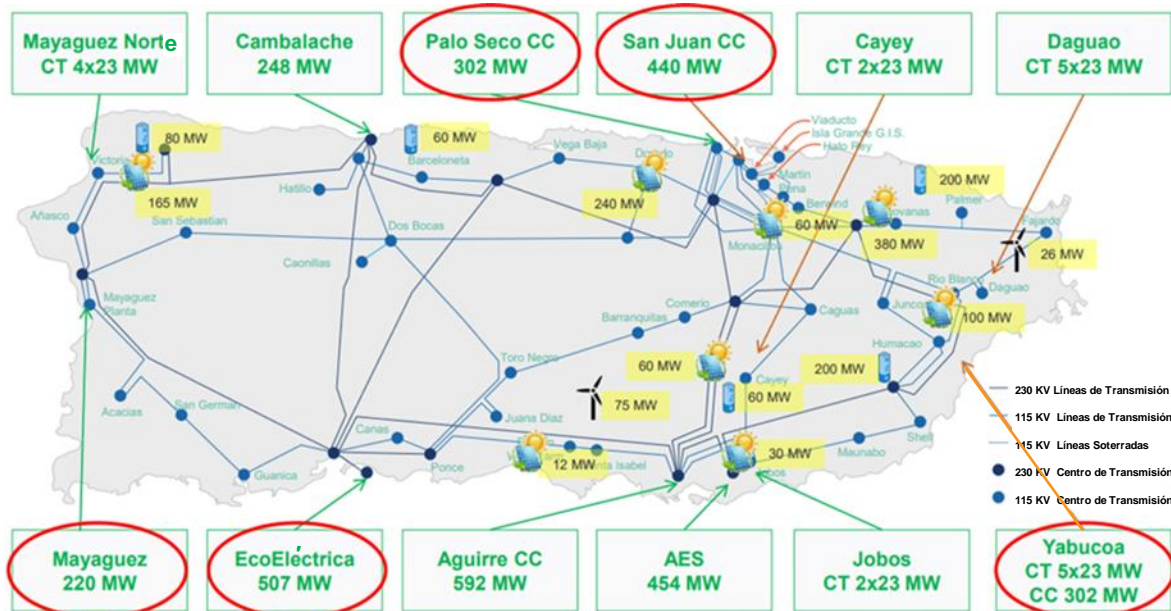 Mayaguez Norte
CT 4x23 MW
Cambalache
248 MW
Palo Seco CC
302 MW
San Juan CC
440 MW
Cayey
CT 2x23 MW
Daguao
CT 5x23 MW
Viaducto
Isla Grande G.I.S.
Hato Rey
80 MW
60 MW
Vega Baja
Martin
Pena
200 MW
Victoria
Barceloneta
Hatillo
165 MW
240 MW
Berwind
Palmer
60 MW
380 MW
Fajardo
Añasco
San Sebastian
Dos Bocas
Monacillos
26 MW
Caonillas
Rio Blanco
Daguao
Mayaguez
Planta
Comerio
Barranquitas
Caguas
Juncos
100 MW
Humacao
Toro Negro
60 MW
Cayey
200 MW
75 MW
60 MW
Acacias
San German
Juana Diaz
Canas
Shell
Maunabo
Guanica
Ponce
12 MW
30 MW
230 KV Líneas de Transmisión
115 KV Líneas de Transmisión
115 KV Líneas Soterradas
230 KV Centro de Transmisión
115 KV Centro de Transmisión
Mayaguez
220 MW
EcoEléctrica
507 MW
Aguirre CC
592 MW
AES
454 MW
Jobos
CT 2x23 MW
Yabucoa
CT 5x23 MW
CC 302 MW